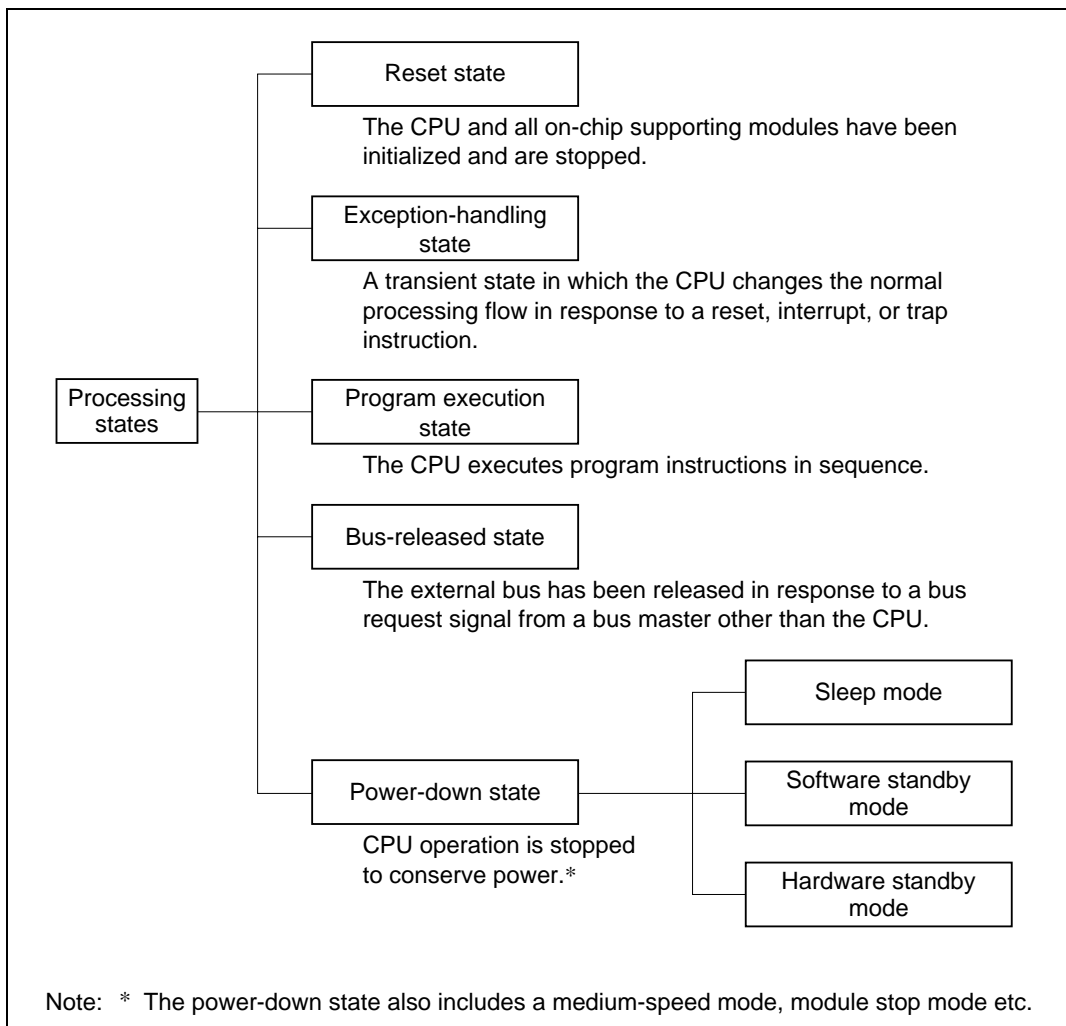 Reset state
The CPU and all on-chip supporting modules have been
initialized and are stopped.
Exception-handling
state
A transient state in which the CPU changes the normal
processing flow in response to a reset, interrupt, or trap
instruction.
Processing
states
Program execution
state
The CPU executes program instructions in sequence.
Bus-released state
The external bus has been released in response to a bus
request signal from a bus master other than the CPU.
Sleep mode
Power-down state
CPU operation is stopped
to conserve power.*
Software standby
mode
Hardware standby
mode
Note: * The power-down state also includes a medium-speed mode, module stop mode etc.